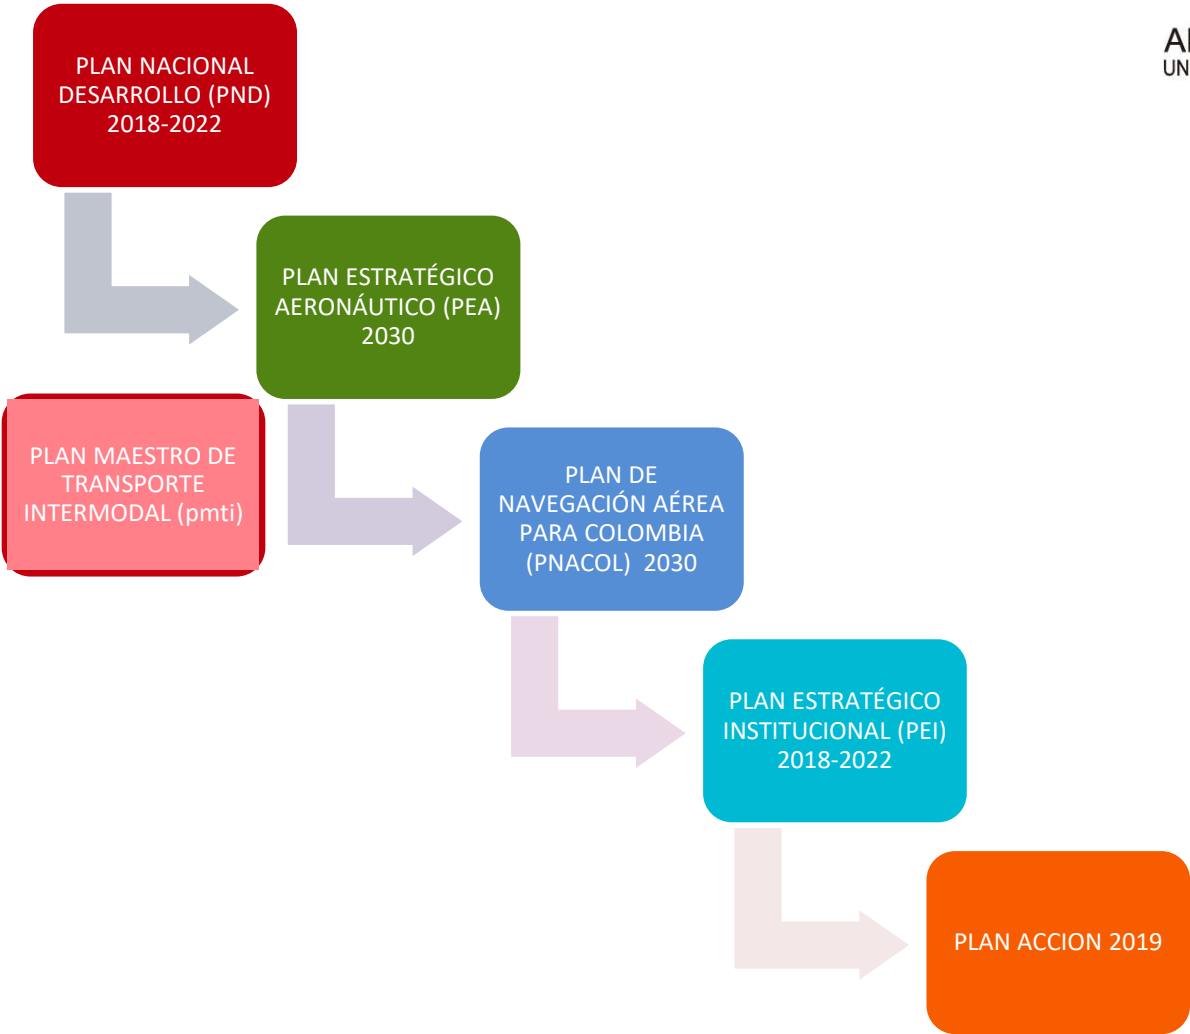 PLAN NACIONAL
DESARROLLO (PND)
2018-2022
PLAN ESTRATÉGICO
AERONÁUTICO (PEA)
2030
PLAN MAESTRO DE
TRANSPORTE
INTERMODAL (pmti)
PLAN DE
NAVEGACIÓN AÉREA
PARA COLOMBIA
(PNACOL) 2030
PLAN ESTRATÉGICO
INSTITUCIONAL (PEI)
2018-2022
PLAN ACCION 2019